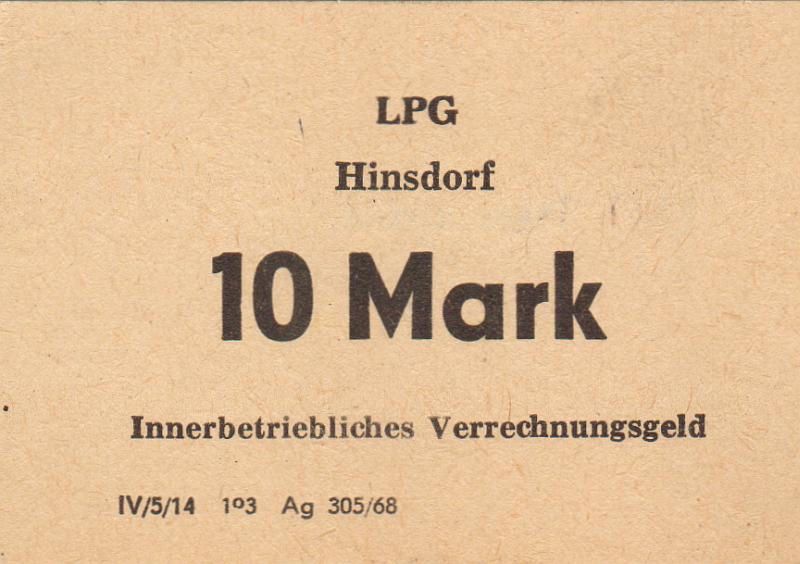 LPG
Hinsdorf
10 Mark
Innerbetriebliches Verrechnungsgeld
IV/5/14 1º3 Ag 305/68